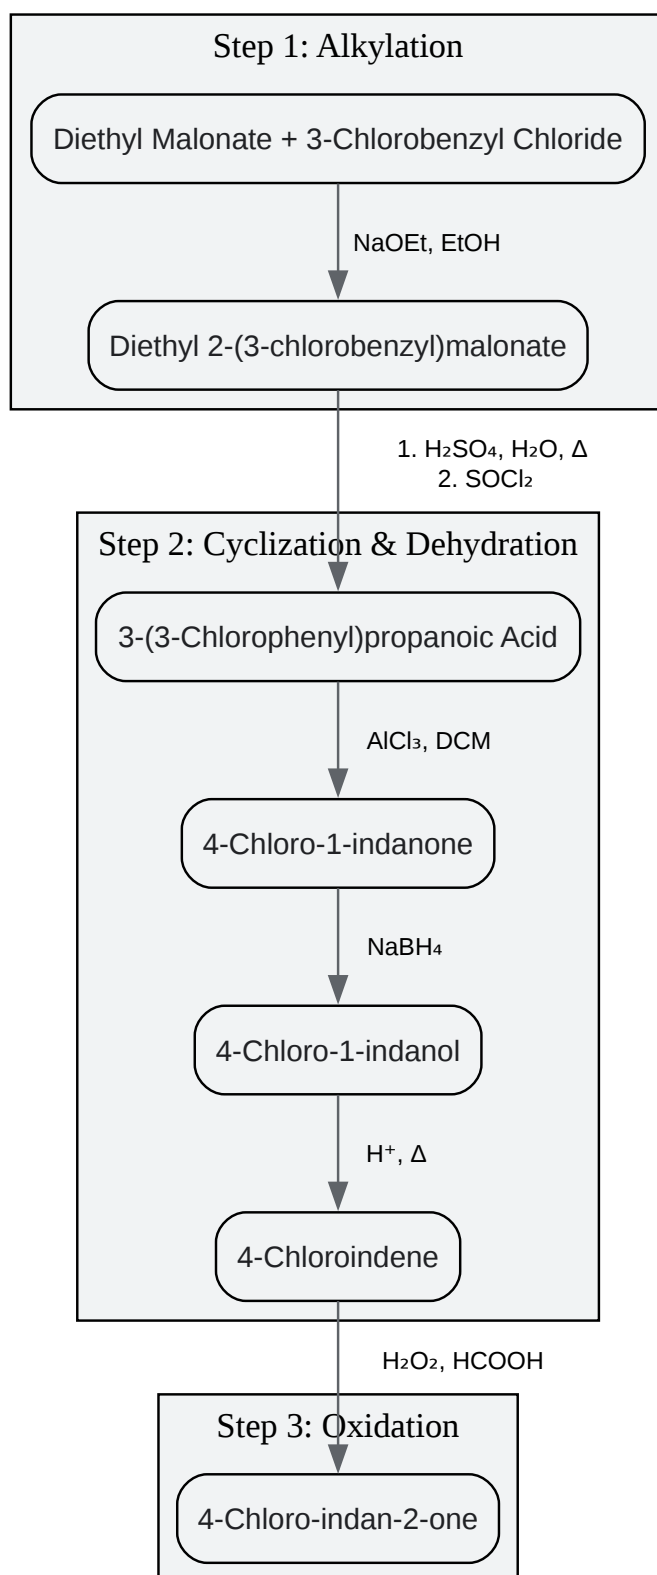 Step 1: Alkylation
Diethyl Malonate + 3-Chlorobenzyl Chloride
NaOEt, EtOH
Diethyl 2-(3-chlorobenzyl)malonate
1. H₂SO₄, H₂O, Δ
2. SOCl₂
Step 2: Cyclization & Dehydration
3-(3-Chlorophenyl)propanoic Acid
AlCl₃, DCM
4-Chloro-1-indanone
NaBH₄
4-Chloro-1-indanol
H⁺, Δ
4-Chloroindene
H₂O₂, HCOOH
Step 3: Oxidation
4-Chloro-indan-2-one